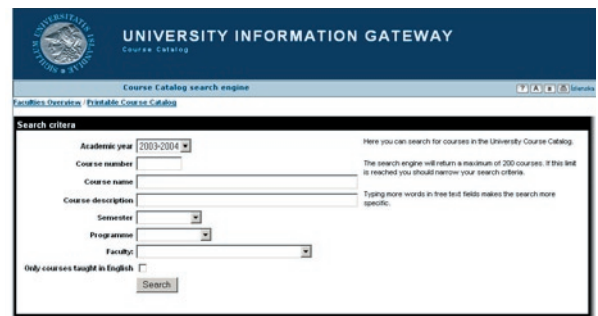 UNIVERSITY INFORMATION GATEWAY
Course Catalog
Course Catalog search engine
? A
Islenska
Faculties Overview / Printable Course Catalog
Search critera
Academic year 2003-2004
Here you can search for courses in the University Course Catalog.
Course number
The search engine will return a maximum of 200 courses. If this limit
is reached you should narrow your search criteria.
Course name
Course description
Typing more words in free text fields makes the search more
specific.
Semester
Programme
Faculty:
Only courses taught in English
Search